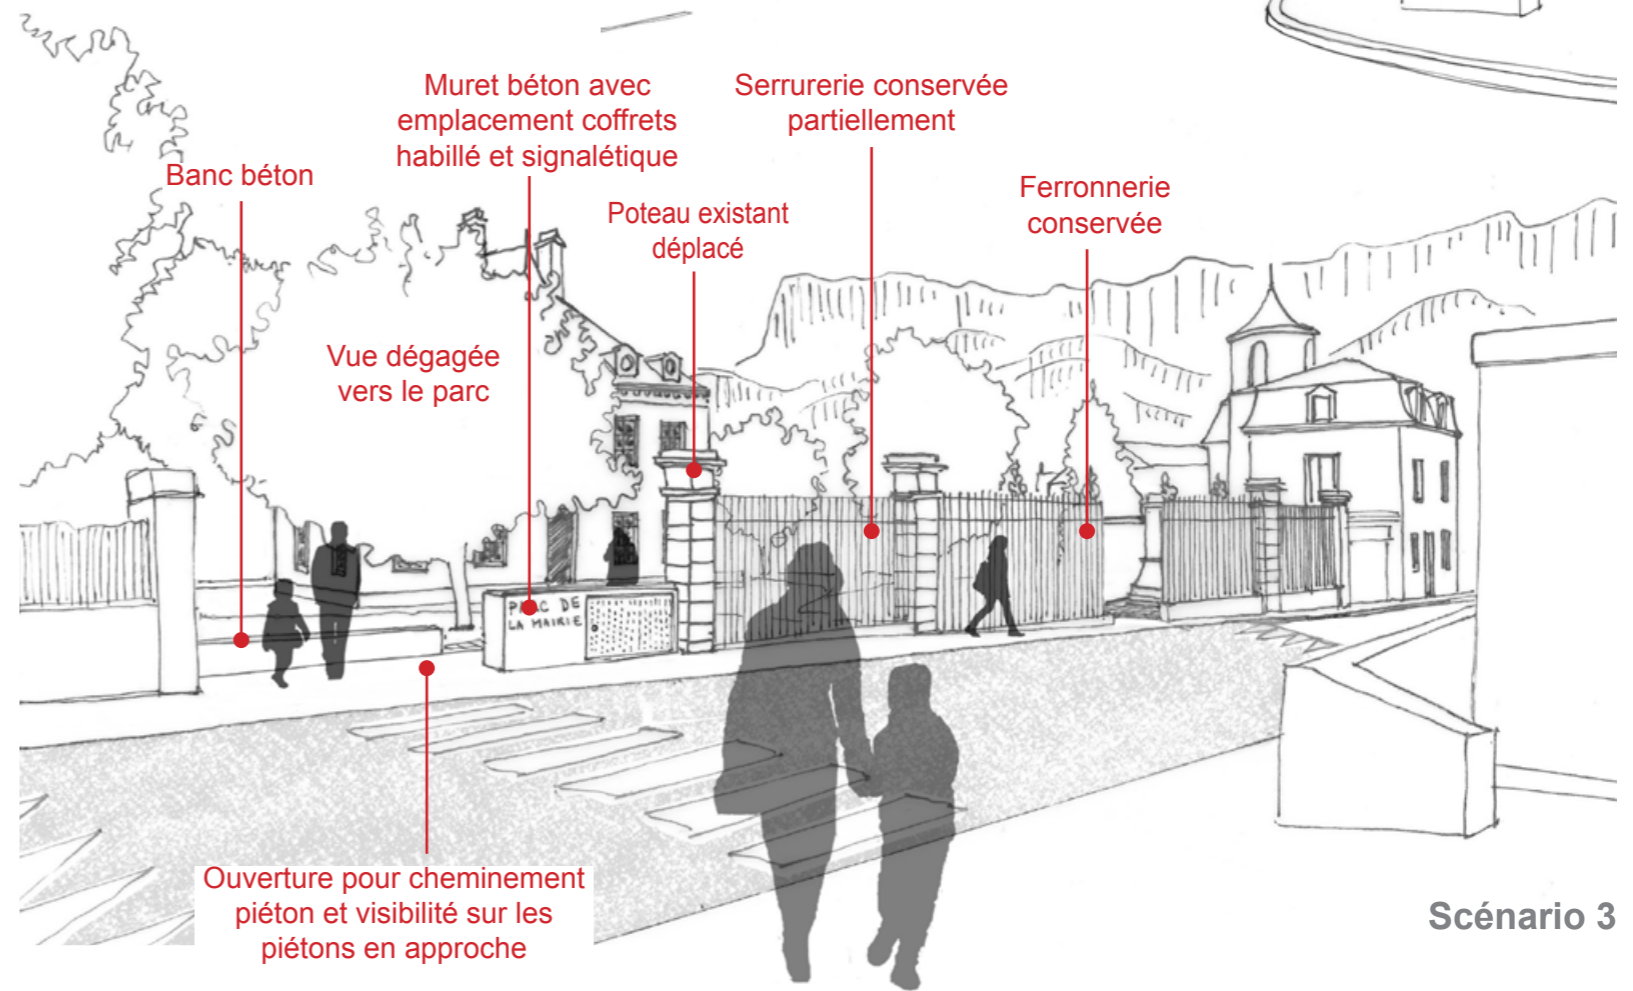 Muret béton avec
emplacement coffrets
habillé et signalétique
Serrurerie conservée
partiellement
Banc béton
Poteau existant
déplacé
Ferronnerie
conservée
Vue dégagée
vers le parc
PARC DE
LA MAIRIE
Ouverture pour cheminement
piéton et visibilité sur les
piétons en approche
Scénario 3